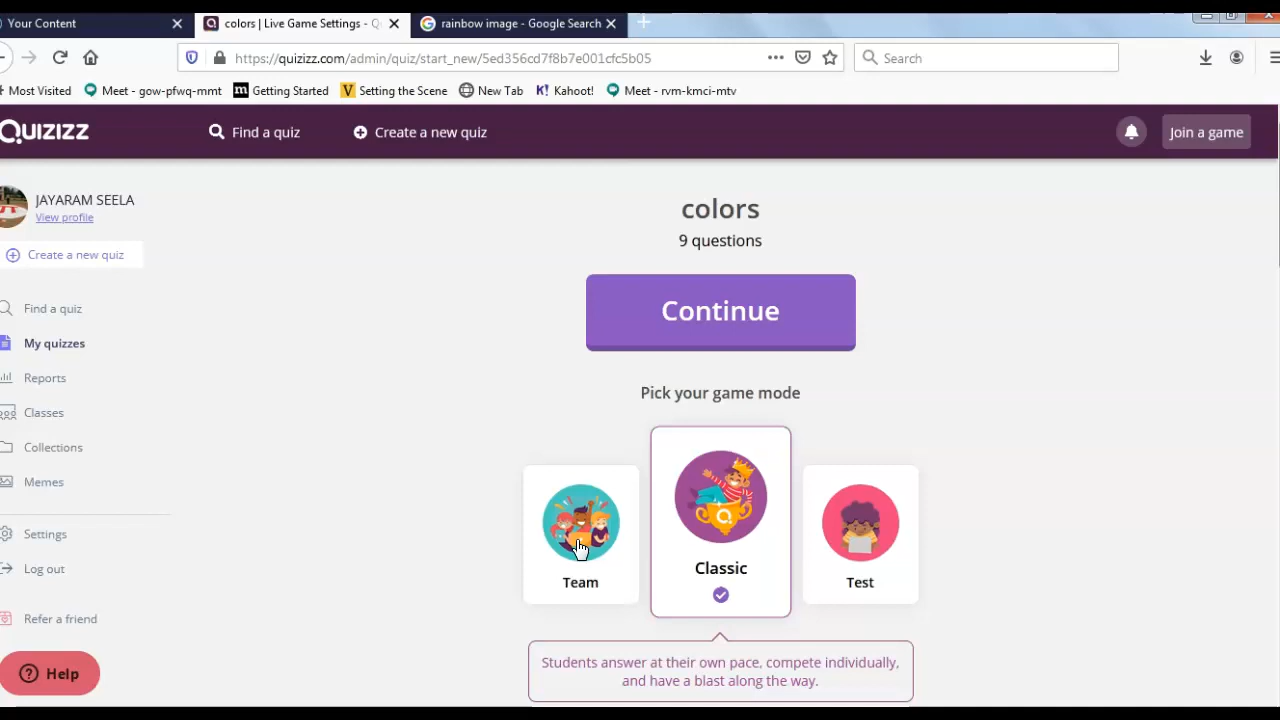 Your Content
colors | Live Game Settings - Q
rainbow image - Google Search
https://quizizz.com/admin/quiz/start_new/5ed356cd7f8b7e001cfc5b05
Search
Most Visited
Meet - gow-pfwq-mmt
Getting Started
Setting the Scene
New Tab
Kahoot!
Meet - rvm-kmci-mtv
QUIZIZZ
Find a quiz
Create a new quiz
Join a game
JAYARAM SEELA
View profile
Create a new quiz
Find a quiz
My quizzes
Reports
Classes
Collections
Memes
Settings
Log out
Refer a friend
Help
colors
9 questions
Continue
Pick your game mode
Team
Classic
Test
Students answer at their own pace, compete individually,
and have a blast along the way.